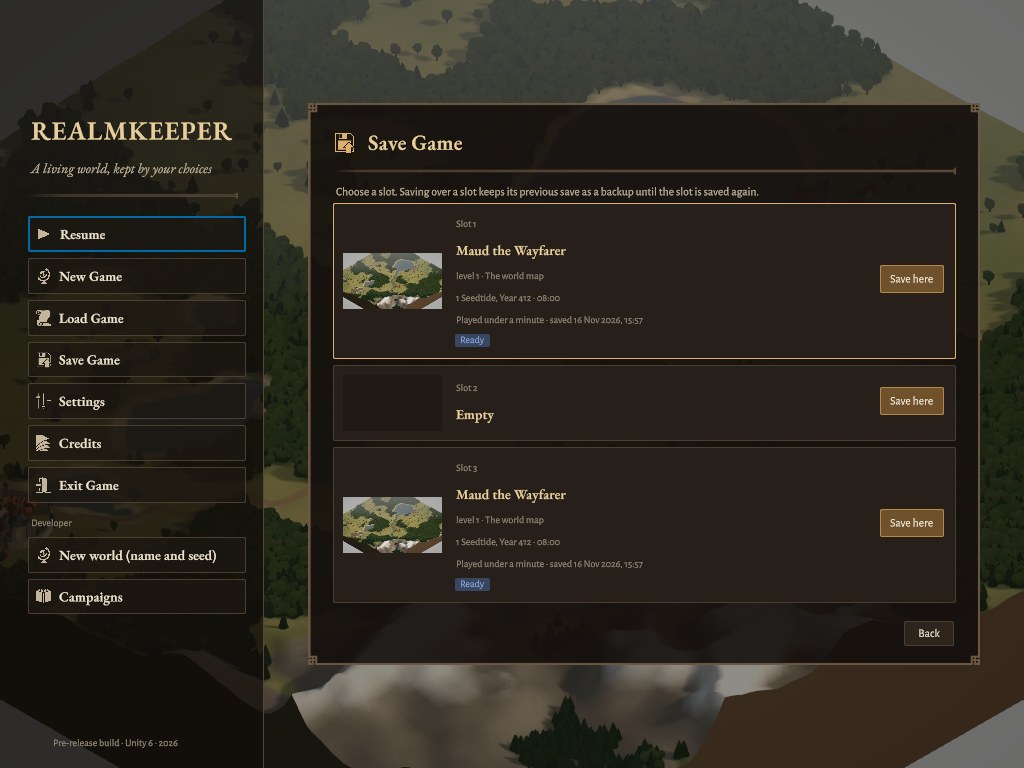 REALMKEEPER
A living world, kept by your choices
Resume
New Game
Load Game
Save Game
Settings
Credits
Exit Game
Developer
New world (name and seed)
Campaigns
Pre-release build · Unity 6 · 2026
Save Game
Choose a slot. Saving over a slot keeps its previous save as a backup until the slot is saved again.
Slot 1
Maud the Wayfarer
level 1 · The world map
1 Seedtide, Year 412 · 08:00
Played under a minute · saved 16 Nov 2026, 15:57
Ready
Save here
Slot 2
Empty
Save here
Slot 3
Maud the Wayfarer
level 1 · The world map
1 Seedtide, Year 412 · 08:00
Played under a minute · saved 16 Nov 2026, 15:57
Ready
Save here
Back